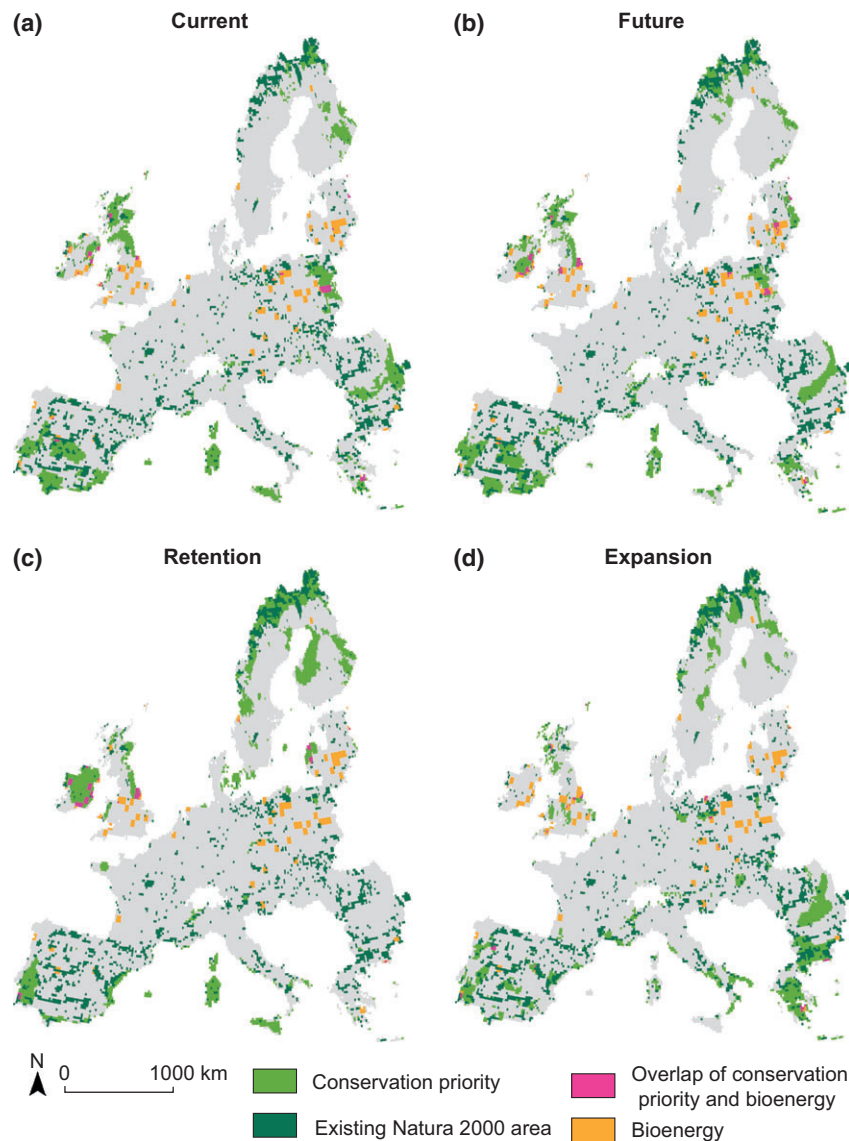 (a) Current
(b) Future
(c) Retention
(d) Expansion
N
0 1000 km
Conservation priority
Existing Natura 2000 area
Overlap of conservation
priority and bioenergy
Bioenergy